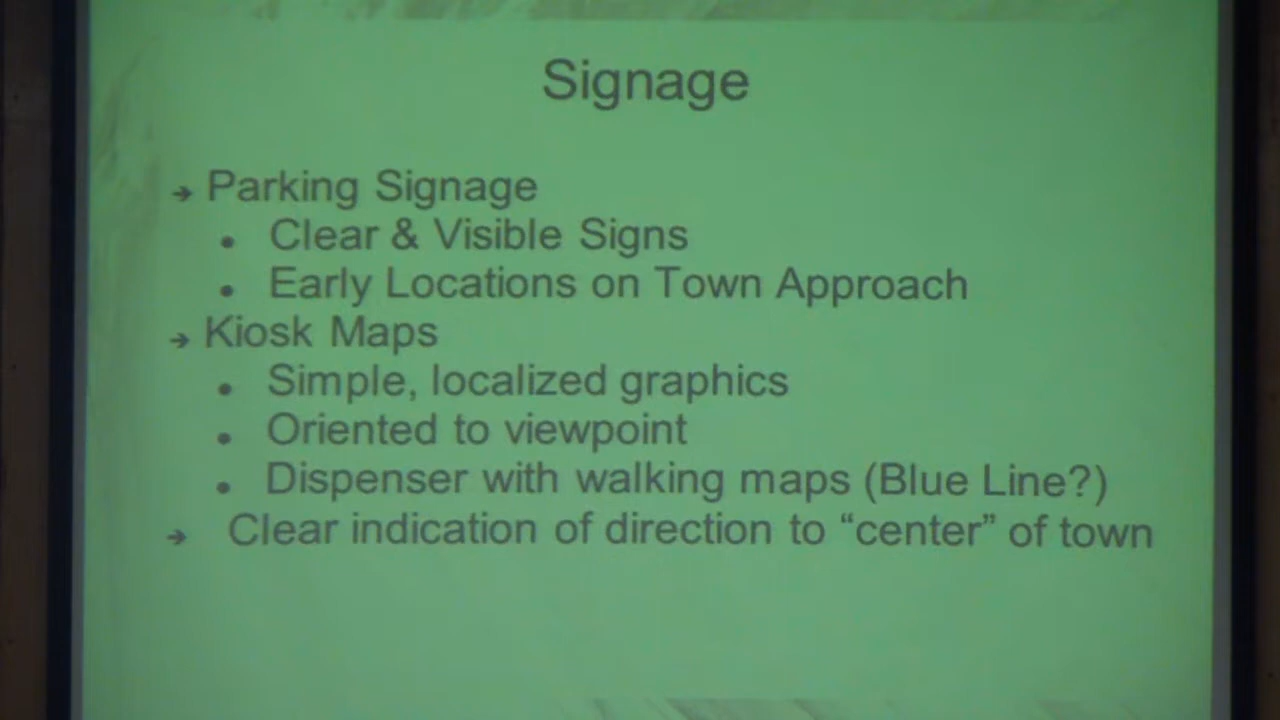 Signage
→ Parking Signage
• Clear & Visible Signs
• Early Locations on Town Approach
→ Kiosk Maps
• Simple, localized graphics
• Oriented to viewpoint
• Dispenser with walking maps (Blue Line?)
→ Clear indication of direction to “center” of town